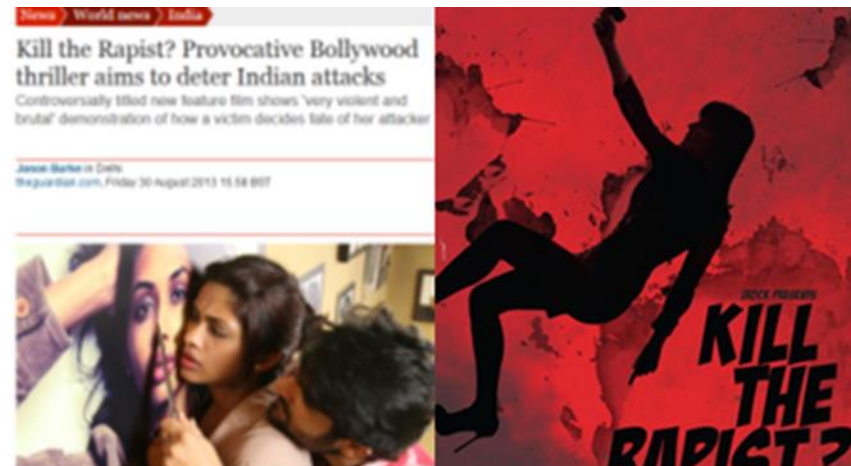 News World news India
Kill the Rapist? Provocative Bollywood
thriller aims to deter Indian attacks
Controversially titled new feature film shows 'very violent and
brutal' demonstration of how a victim decides fate of her attacker
Jason Burke in Delhi
theguardian.com, Friday 30 August 2013 15.58 BST
PRESENTS
KILL
THE
RAPIST?